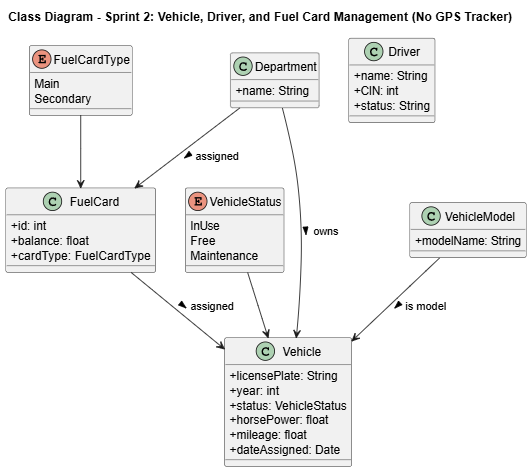 Class Diagram - Sprint 2: Vehicle, Driver, and Fuel Card Management (No GPS Tracker)
E FuelCardType
Main
Secondary
C Department
+name: String
C Driver
+name: String
+CIN: int
+status: String
assigned
C FuelCard
+id: int
+balance: float
+cardType: FuelCardType
E VehicleStatus
InUse
Free
Maintenance
owns
C VehicleModel
+modelName: String
assigned
is model
C Vehicle
+licensePlate: String
+year: int
+status: VehicleStatus
+horsePower: float
+mileage: float
+dateAssigned: Date